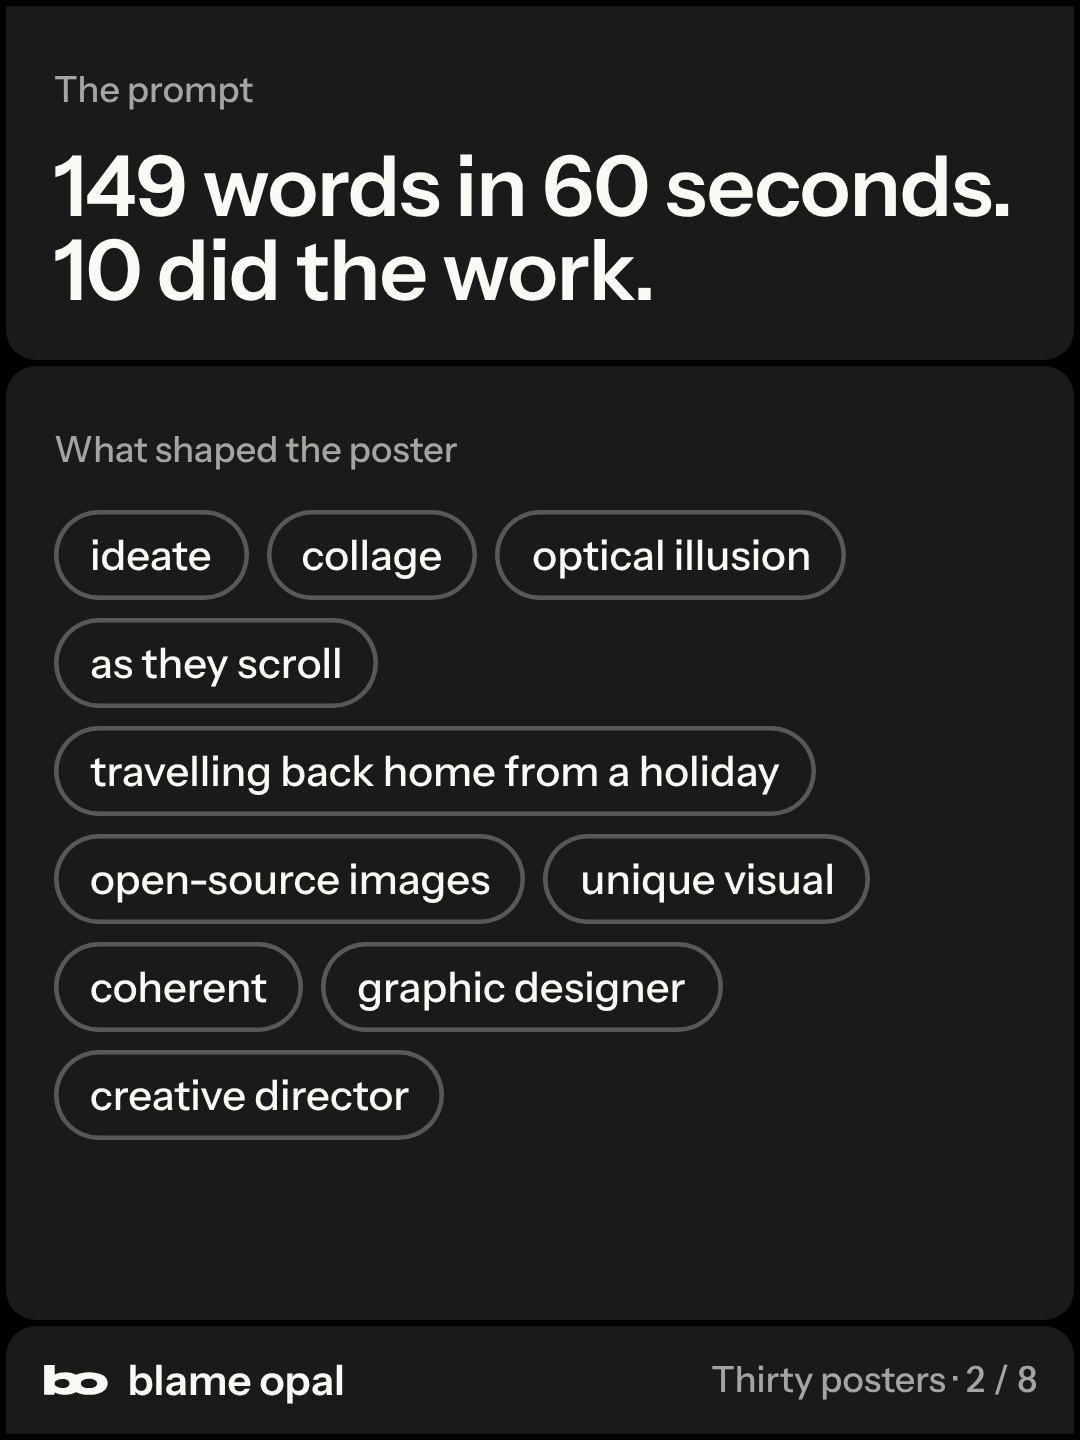 The prompt
149 words in 60 seconds.
10 did the work.
What shaped the poster
ideate collage optical illusion
as they scroll
travelling back home from a holiday
open-source images unique visual
coherent graphic designer
creative director
bo blame opal Thirty posters · 2 / 8